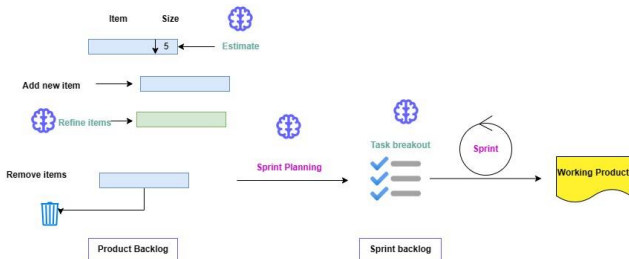 Item Size
5
Estimate
Add new item
Refine items
Remove items
Sprint Planning
Task breakout
Sprint
Working Product
Product Backlog
Sprint backlog